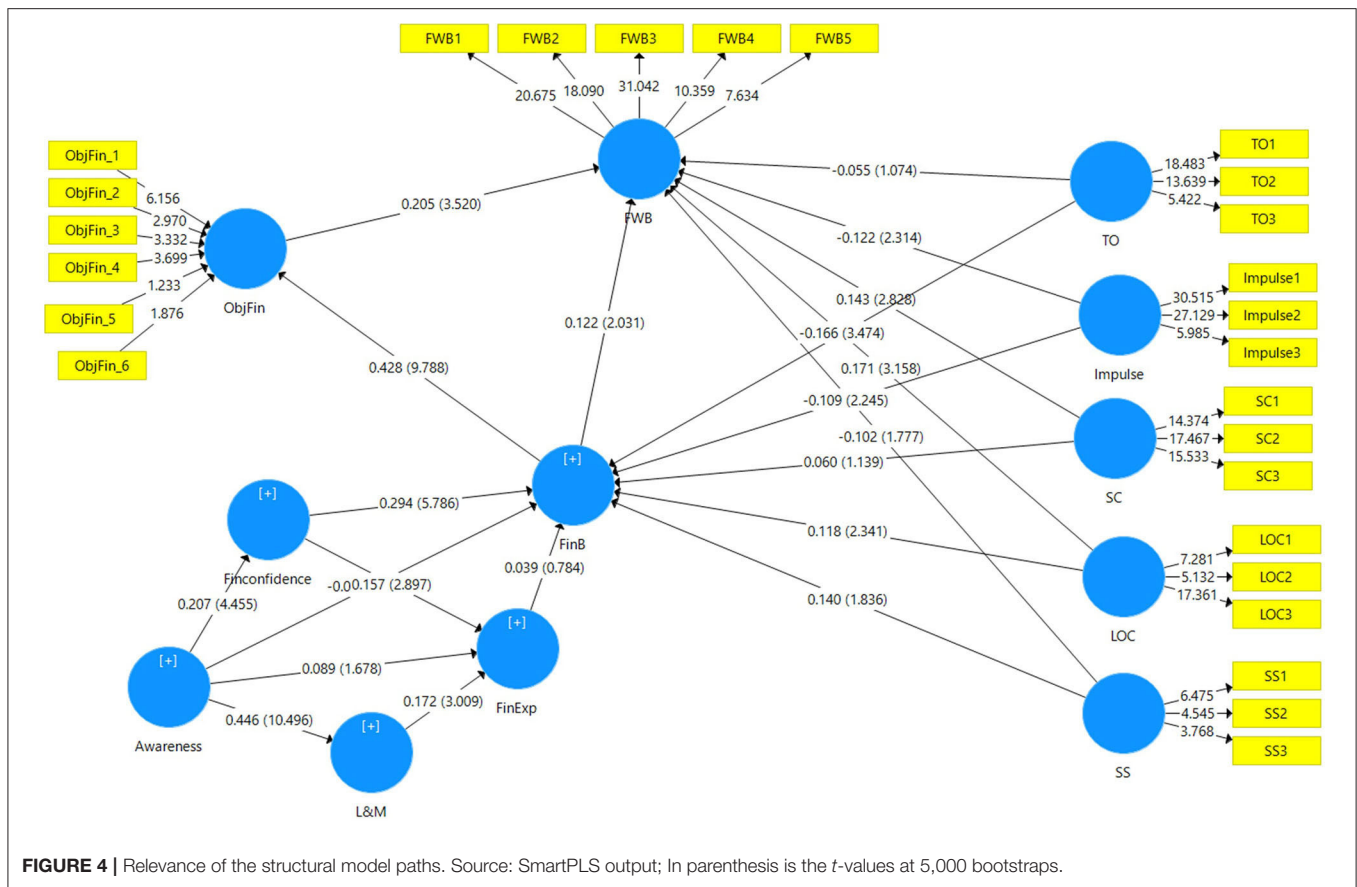 FWB1 FWB2 FWB3 FWB4 FWB5
20.675 18.090 31.042 10.359 7.634
FWB
ObjFin_1
ObjFin_2
ObjFin_3
ObjFin_4
ObjFin_5
ObjFin_6
6.156
2.970
3.332
3.699
1.233
1.876
ObjFin
0.205 (3.520)
0.428 (9.788)
0.122 (2.031)
-0.055 (1.074)
-0.122 (2.314)
0.143 (2.828)
-0.166 (3.474)
0.171 (3.158)
-0.109 (2.245)
-0.102 (1.777)
0.060 (1.139)
0.118 (2.341)
0.140 (1.836)
TO
18.483
13.639
5.422
TO1
TO2
TO3
Impulse
30.515
27.129
5.985
Impulse1
Impulse2
Impulse3
SC
14.374
17.467
15.533
SC1
SC2
SC3
LOC
7.281
5.132
17.361
LOC1
LOC2
LOC3
SS
6.475
4.545
3.768
SS1
SS2
SS3
[+]
FinB
[+]
Finconfidence
0.294 (5.786)
0.157 (2.897)
0.039 (0.784)
0.207 (4.455)
[+]
FinExp
[+]
Awareness
0.089 (1.678)
0.172 (3.009)
0.446 (10.496)
[+]
L&M
FIGURE 4 | Relevance of the structural model paths. Source: SmartPLS output; In parenthesis is the t-values at 5,000 bootstraps.